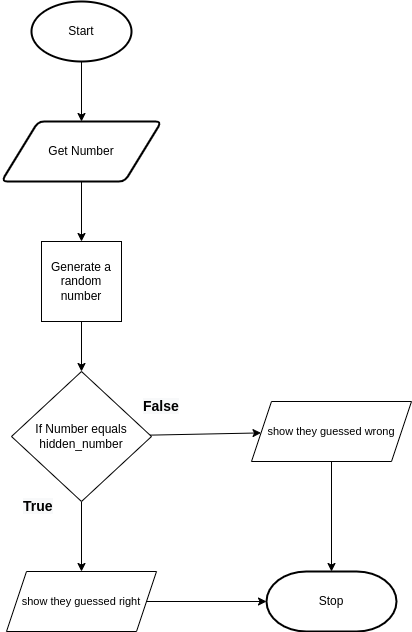 Start
Get Number
Generate a
random
number
If Number equals
hidden_number
False
show they guessed wrong
True
show they guessed right
Stop